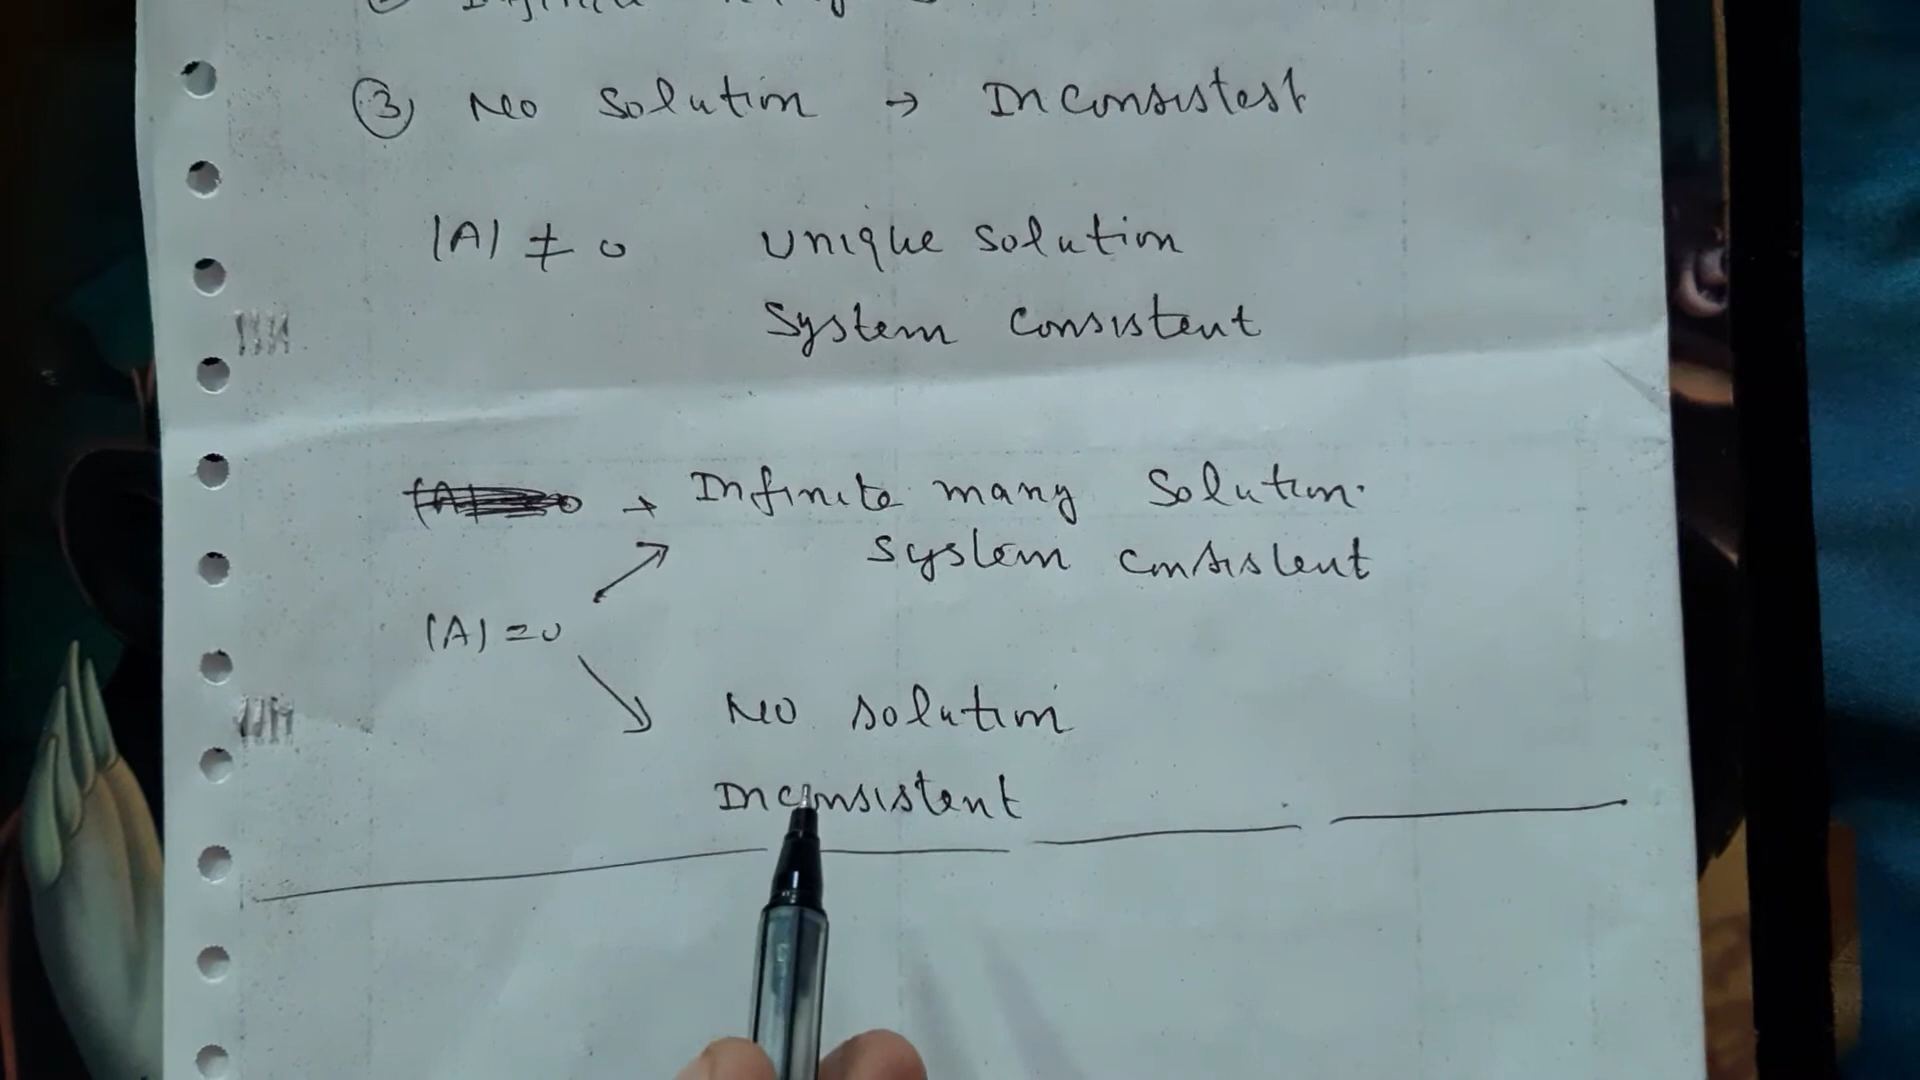 ③ No solution → Inconsistest
|A| ≠ 0 unique solution
System consistent
→ Infinite many solution.
system consistent
|A| = 0
No solution
Inconsistent